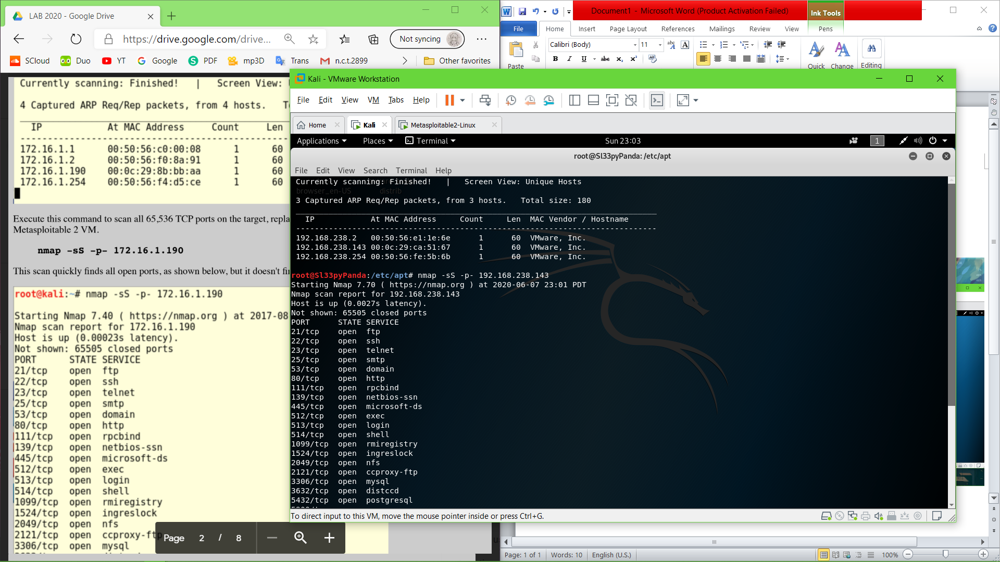 LAB 2020 - Google Drive
https://drive.google.com/drive...
Not syncing
SCloud
Duo
YT
Google
PDF
mp3D
Trans
n.c.t.2899
Other favorites
Currently scanning: Finished!   |   Screen View:
4 Captured ARP Req/Rep packets, from 4 hosts.
IP At MAC Address Count Len
172.16.1.1 00:50:56:c0:00:08 1 60
172.16.1.2 00:50:56:f0:8a:91 1 60
172.16.1.190 00:0c:29:8b:bb:aa 1 60
172.16.1.254 00:50:56:f4:d5:ce 1 60
Execute this command to scan all 65,536 TCP ports on the target, repla
Metasploitable 2 VM.
nmap -sS -p- 172.16.1.190
This scan quickly finds all open ports, as shown below, but it doesn't fi
root@kali:~# nmap -sS -p- 172.16.1.190
Starting Nmap 7.40 ( https://nmap.org ) at 2017-08
Nmap scan report for 172.16.1.190
Host is up (0.00023s latency).
Not shown: 65505 closed ports
PORT STATE SERVICE
21/tcp open ftp
22/tcp open ssh
23/tcp open telnet
25/tcp open smtp
53/tcp open domain
80/tcp open http
111/tcp open rpcbind
139/tcp open netbios-ssn
445/tcp open microsoft-ds
512/tcp open exec
513/tcp open login
514/tcp open shell
1099/tcp open rmiregistry
1524/tcp open ingreslock
2049/tcp open nfs
2121/tcp open ccproxy-ftp
3306/tcp open mysql
Page 2 / 8
Document1 - Microsoft Word (Product Activation Failed)
Ink Tools
File Home Insert Page Layout References Mailings Review View Pens
Calibri (Body) 11
Paste
Quick
Change
Editing
Kali - VMware Workstation
File Edit View VM Tabs Help
Home
Kali
Metasploitable2-Linux
Applications Places Terminal Sun 23:03 1
root@Sl33pyPanda: /etc/apt
File Edit View Search Terminal Help
Currently scanning: Finished!   |   Screen View: Unique Hosts
browser_en-US distrib
3 Captured ARP Req/Rep packets, from 3 hosts.   Total size: 180
IP At MAC Address Count Len MAC Vendor / Hostname
192.168.238.2 00:50:56:e1:1e:6e 1 60 VMware, Inc.
192.168.238.143 00:0c:29:ca:51:67 1 60 VMware, Inc.
192.168.238.254 00:50:56:fe:5b:6b 1 60 VMware, Inc.
root@Sl33pyPanda:/etc/apt# nmap -sS -p- 192.168.238.143
Starting Nmap 7.70 ( https://nmap.org ) at 2020-06-07 23:01 PDT
Nmap scan report for 192.168.238.143
Host is up (0.0027s latency).
Not shown: 65505 closed ports
PORT STATE SERVICE
21/tcp open ftp
22/tcp open ssh
23/tcp open telnet
25/tcp open smtp
53/tcp open domain
80/tcp open http
111/tcp open rpcbind
139/tcp open netbios-ssn
445/tcp open microsoft-ds
512/tcp open exec
513/tcp open login
514/tcp open shell
1099/tcp open rmiregistry
1524/tcp open ingreslock
2049/tcp open nfs
2121/tcp open ccproxy-ftp
3306/tcp open mysql
3632/tcp open distccd
5432/tcp open postgresql
To direct input to this VM, move the mouse pointer inside or press Ctrl+G.
Page: 1 of 1
Words: 10
English (U.S.)
100%